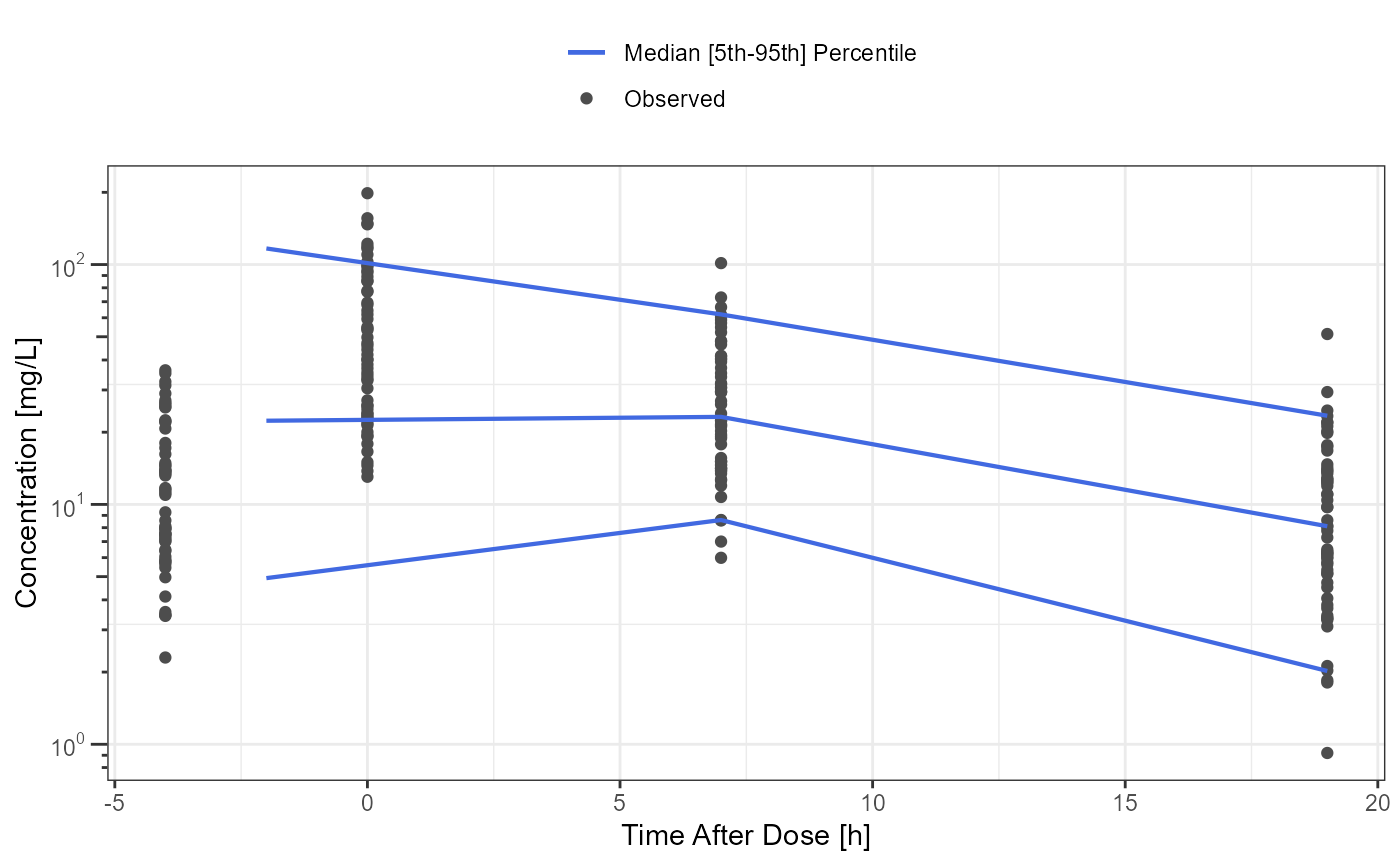 Median [5th-95th] Percentile
Observed
Concentration [mg/L]
10²
10¹
10⁰
-5 0 5 10 15 20
Time After Dose [h]